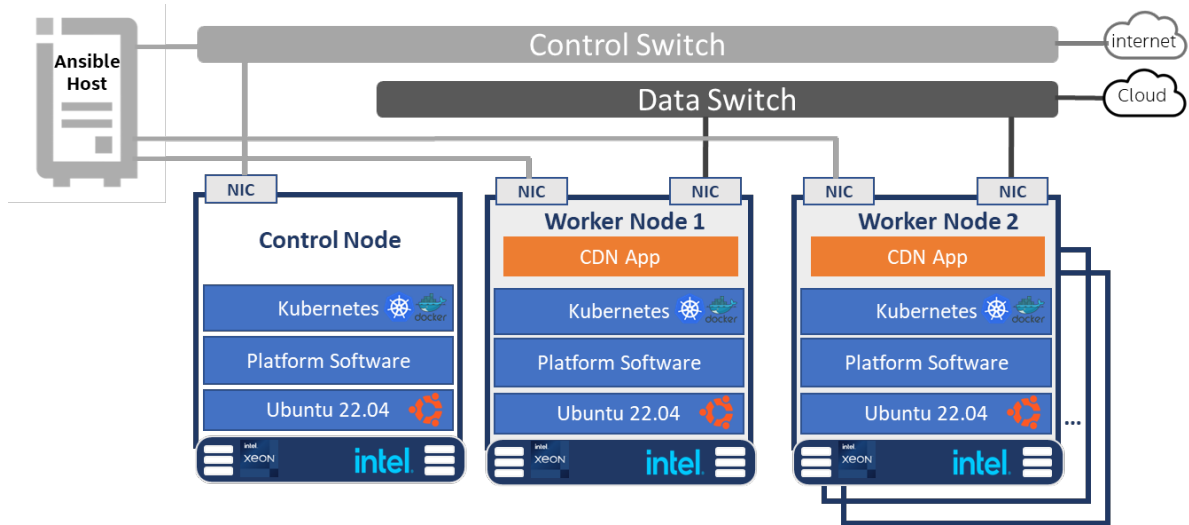 Ansible
Host
Control Switch
internet
Data Switch
Cloud
NIC
Control Node
Kubernetes
docker
Platform Software
Ubuntu 22.04
intel
xeon
intel.
NIC
NIC
Worker Node 1
CDN App
Kubernetes
docker
Platform Software
Ubuntu 22.04
intel
xeon
intel.
NIC
NIC
Worker Node 2
CDN App
Kubernetes
docker
Platform Software
Ubuntu 22.04
...
intel
xeon
intel.